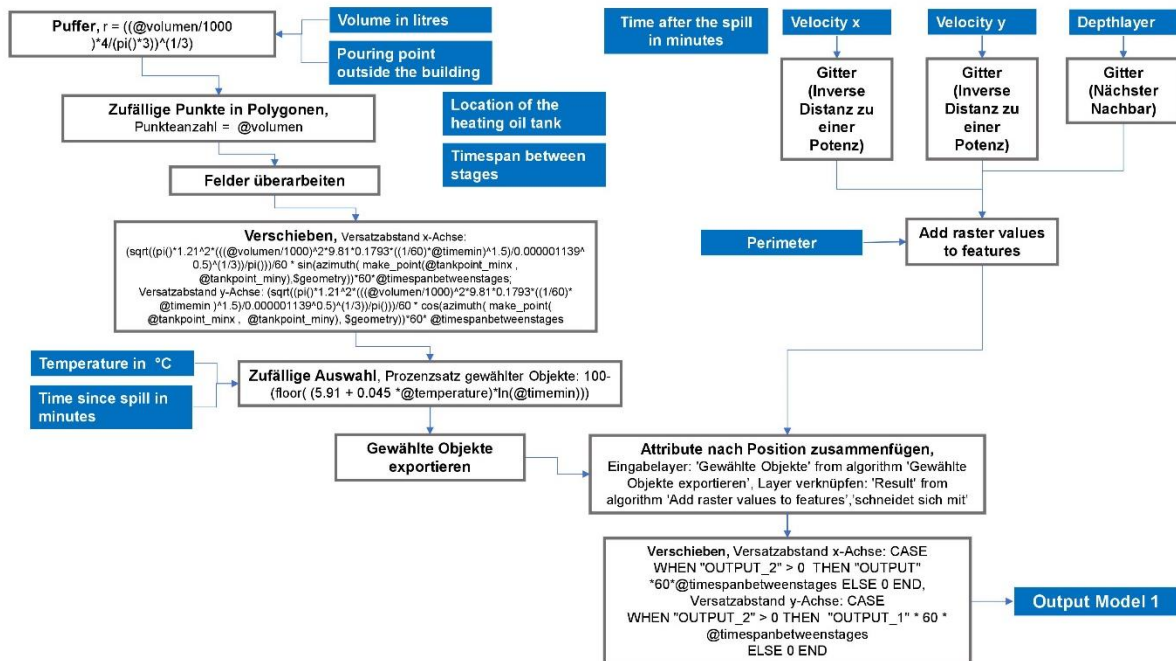 Puffer, r = ((@volumen/1000
)*4/(pi()*3))^(1/3)
Volume in litres
Pouring point
outside the building
Zufällige Punkte in Polygonen,
Punkteanzahl = @volumen
Location of the
heating oil tank
Timespan between
stages
Felder überarbeiten
Verschieben, Versatzabstand x-Achse:
(sqrt((pi()*1.21^2*(((@volumen/1000)^2*9.81*0.1793*((1/60)*@timemin)^1.5)/0.000001139^
0.5)^(1/3))/pi()))/60 * sin(azimuth( make_point(@tankpoint_minx ,
@tankpoint_miny),$geometry))*60*@timespanbetweenstages;
Versatzabstand y-Achse: (sqrt((pi()*1.21^2*(((@volumen/1000)^2*9.81*0.1793*((1/60)*
@timemin )^1.5)/0.000001139^0.5)^(1/3))/pi()))/60 * cos(azimuth( make_point(
@tankpoint_minx , @tankpoint_miny), $geometry))*60* @timespanbetweenstages
Temperature in °C
Time since spill in
minutes
Zufällige Auswahl, Prozenzsatz gewählter Objekte: 100-
(floor( (5.91 + 0.045 *@temperature)*ln(@timemin)))
Gewählte Objekte
exportieren
Time after the spill
in minutes
Velocity x
Velocity y
Depthlayer
Gitter
(Inverse
Distanz zu
einer
Potenz)
Gitter
(Inverse
Distanz zu
einer
Potenz)
Gitter
(Nächster
Nachbar)
Perimeter
Add raster values
to features
Attribute nach Position zusammenfügen,
Eingabelayer: 'Gewählte Objekte' from algorithm 'Gewählte
Objekte exportieren', Layer verknüpfen: 'Result' from
algorithm 'Add raster values to features','schneidet sich mit'
Verschieben, Versatzabstand x-Achse: CASE
WHEN "OUTPUT_2" > 0 THEN "OUTPUT"
*60*@timespanbetweenstages ELSE 0 END,
Versatzabstand y-Achse: CASE
WHEN "OUTPUT_2" > 0 THEN "OUTPUT_1" * 60 *
@timespanbetweenstages
ELSE 0 END
Output Model 1